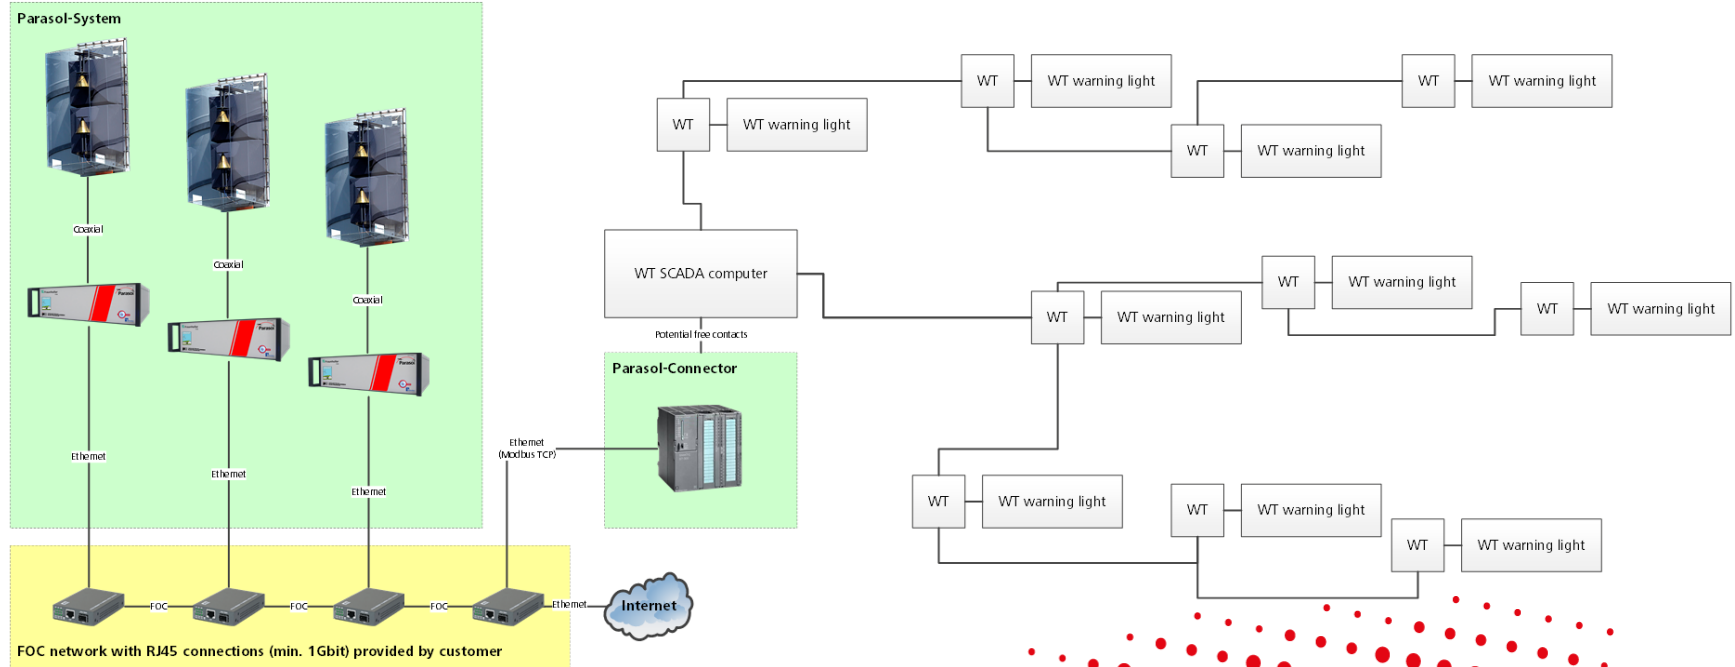 Parasol-System
Coaxial
Coaxial
Coaxial
Parasol
Parasol
Parasol
Ethernet
Ethernet
Ethernet
FOC
FOC
FOC
Ethernet
FOC network with RJ45 connections (min. 1Gbit) provided by customer
Internet
Ethernet
(Modbus TCP)
Parasol-Connector
Potential free contacts
WT SCADA computer
WT
WT warning light
WT
WT warning light
WT
WT warning light
WT
WT warning light
WT
WT warning light
WT
WT warning light
WT
WT warning light
WT
WT warning light
WT
WT warning light
WT
WT warning light